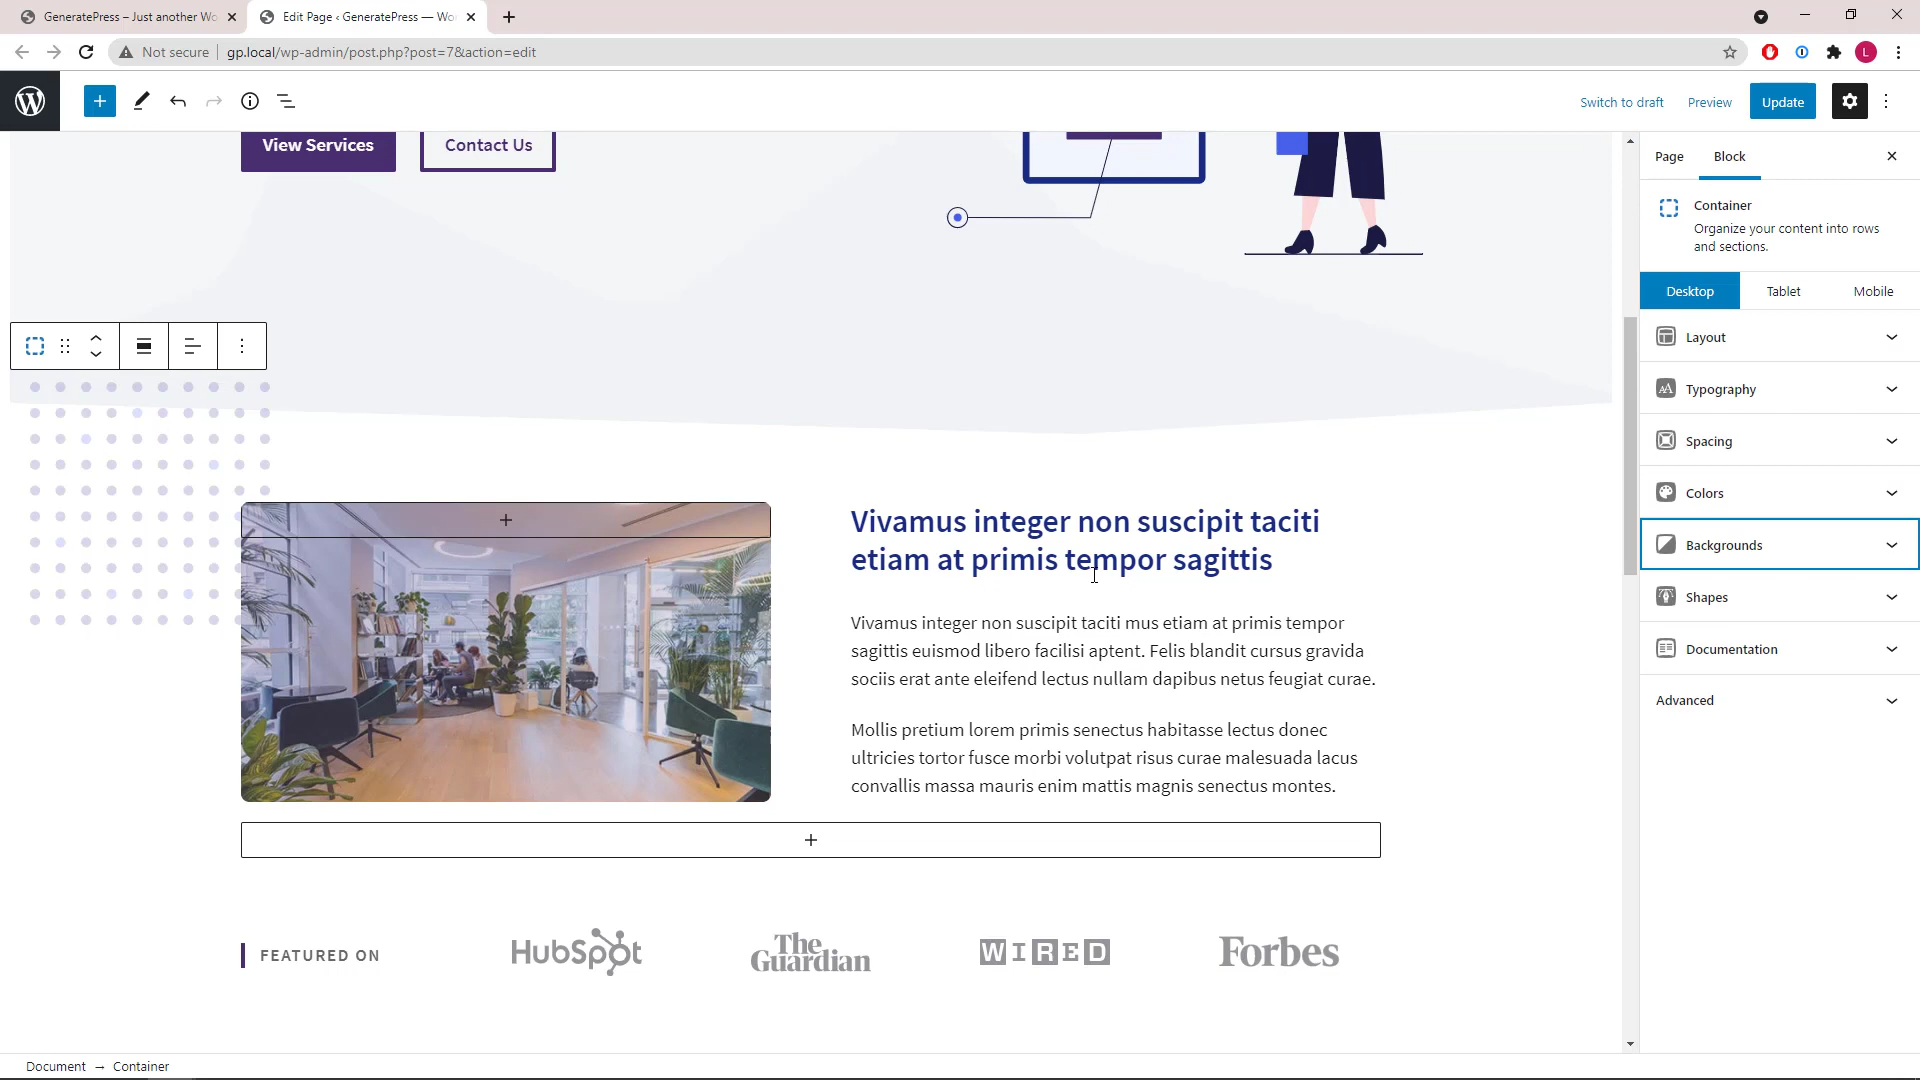 GeneratePress – Just another Wo
Edit Page ‹ GeneratePress — Wor
Not secure
gp.local/wp-admin/post.php?post=7&action=edit
L
Switch to draft
Preview
Update
View Services
Contact Us
Page
Block
Container
Organize your content into rows
and sections.
Desktop
Tablet
Mobile
Layout
Typography
Spacing
Colors
Backgrounds
Shapes
Documentation
Advanced
Vivamus integer non suscipit taciti
etiam at primis tempor sagittis
Vivamus integer non suscipit taciti mus etiam at primis tempor
sagittis euismod libero facilisi aptent. Felis blandit cursus gravida
sociis erat ante eleifend lectus nullam dapibus netus feugiat curae.
Mollis pretium lorem primis senectus habitasse lectus donec
ultricies tortor fusce morbi volutpat risus curae malesuada lacus
convallis massa mauris enim mattis magnis senectus montes.
FEATURED ON
HubSpot
The
Guardian
WIRED
Forbes
Document → Container